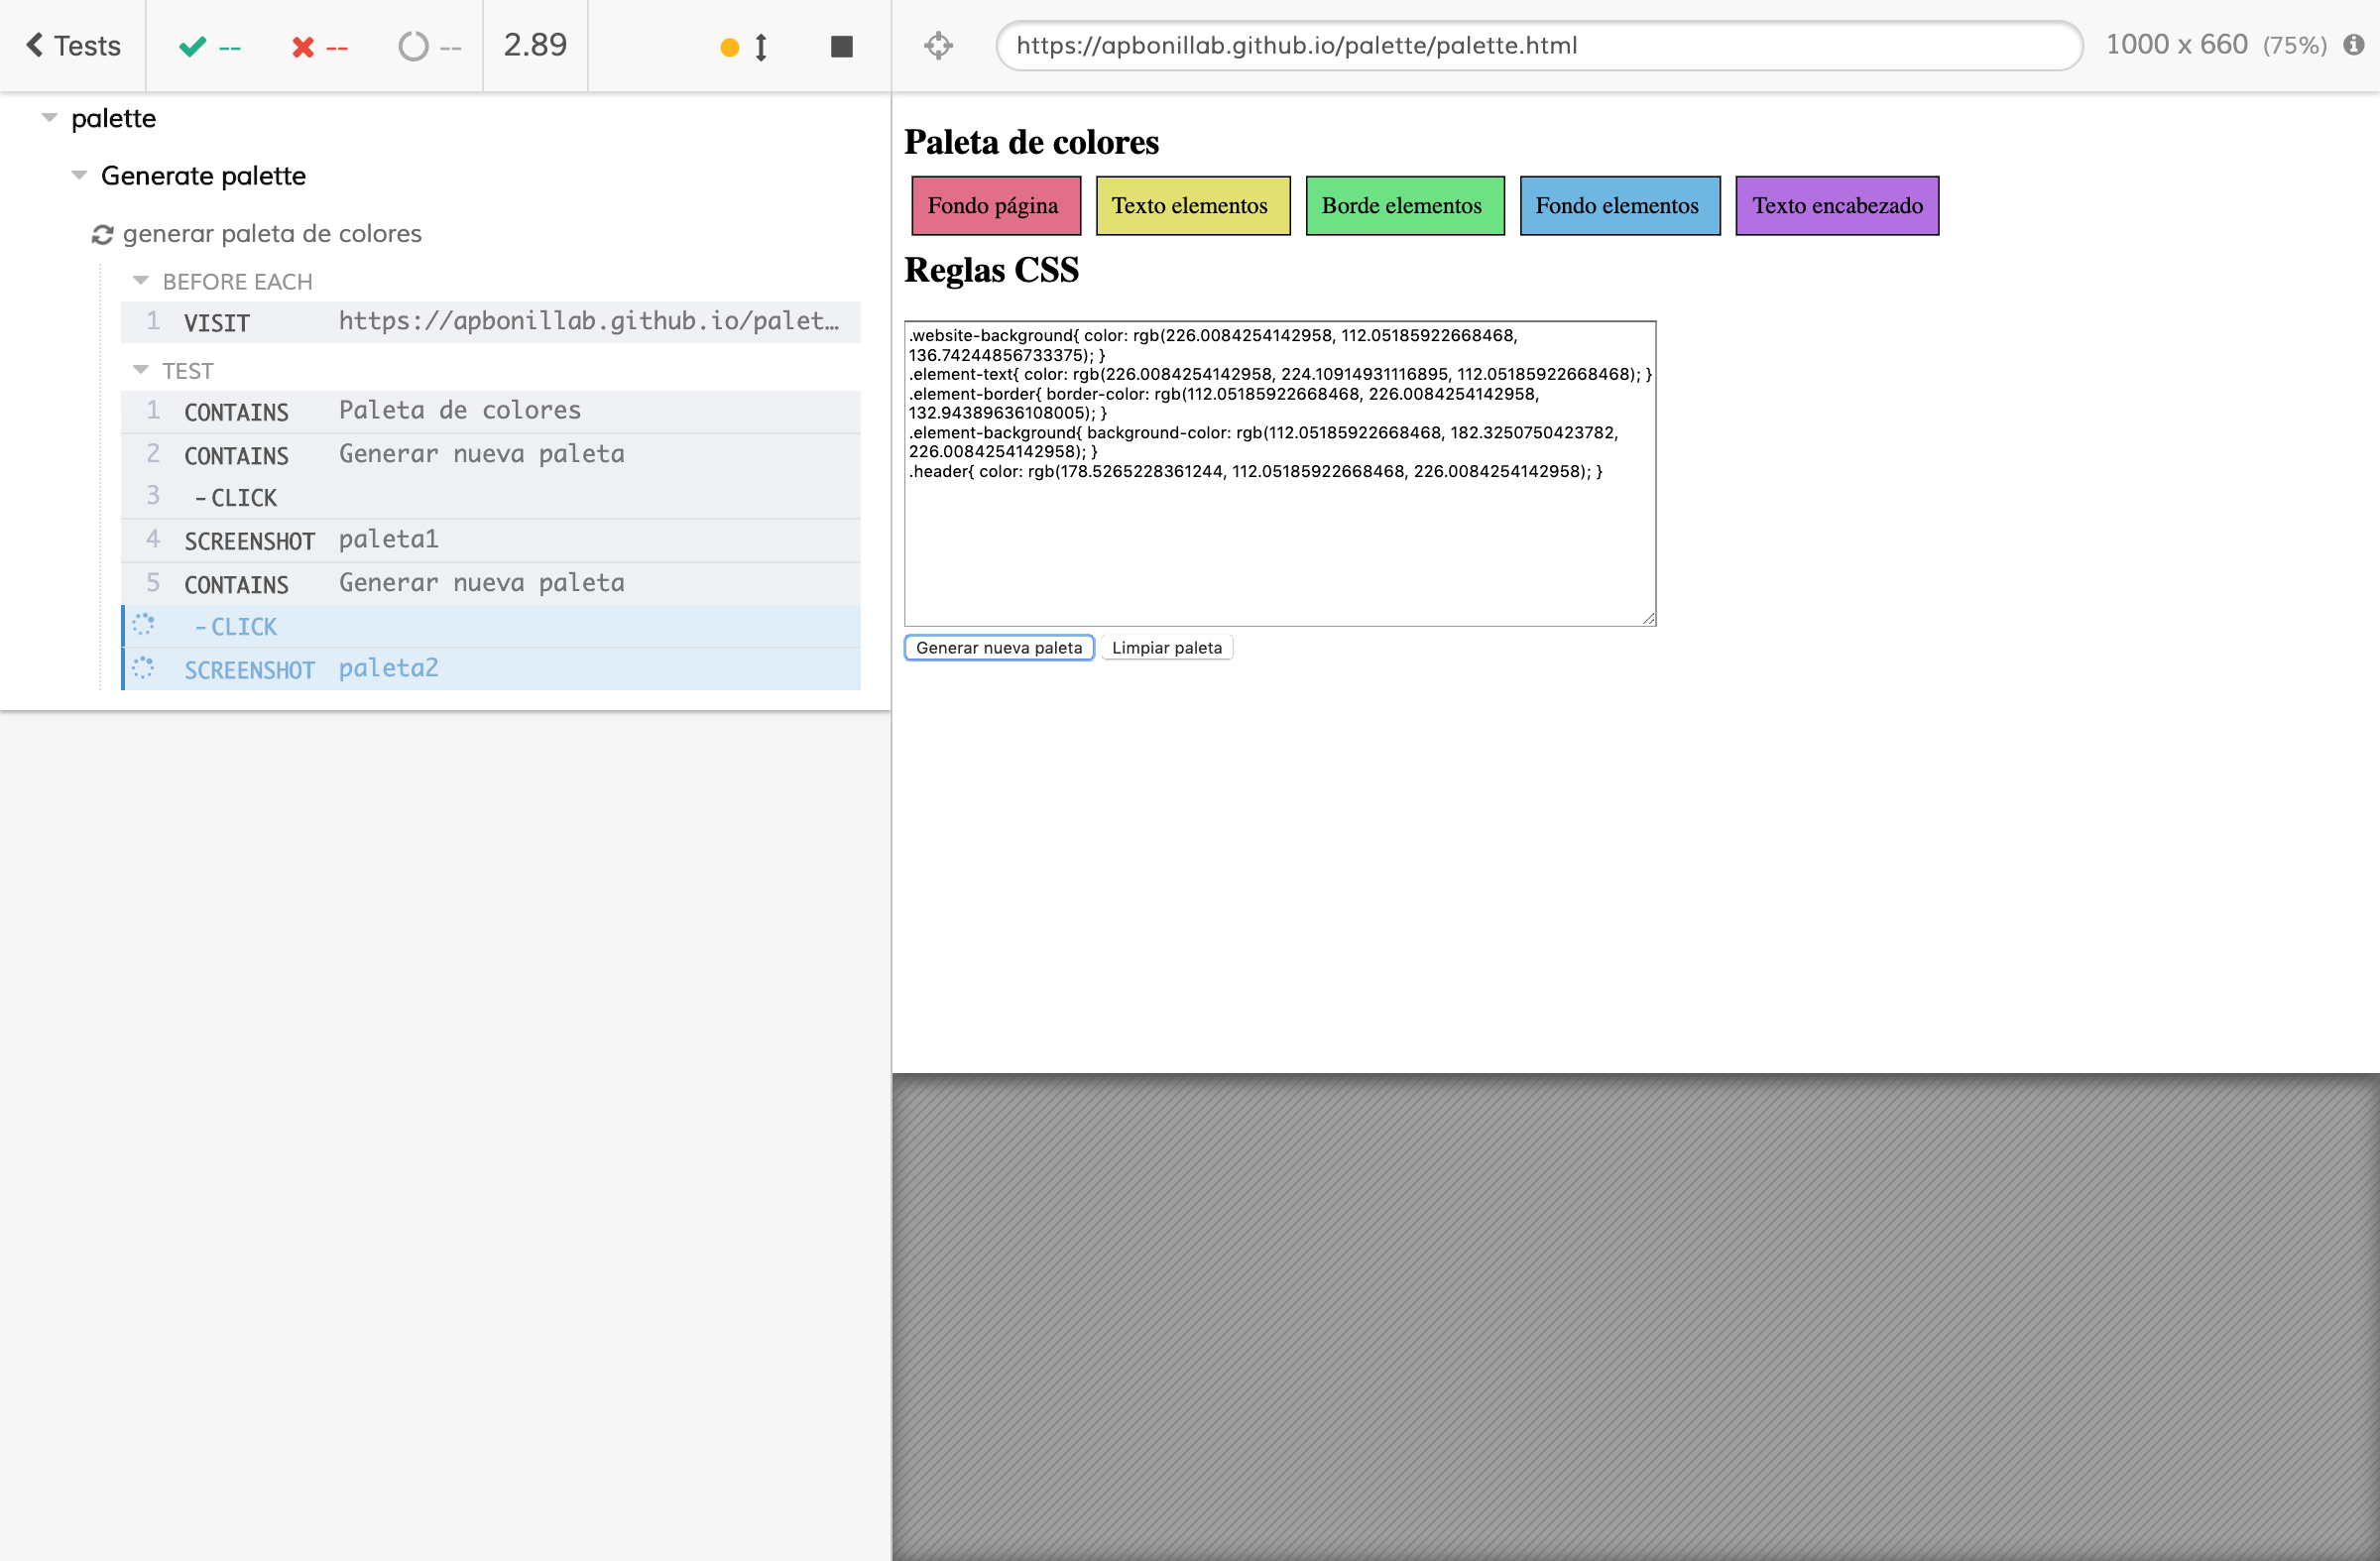 Tests
--
--
--
2.89
https://apbonillab.github.io/palette/palette.html
1000 x 660 (75%)
palette
Generate palette
generar paleta de colores
BEFORE EACH
1 VISIT https://apbonillab.github.io/palet…
TEST
1 CONTAINS Paleta de colores
2 CONTAINS Generar nueva paleta
3 -CLICK
4 SCREENSHOT paleta1
5 CONTAINS Generar nueva paleta
-CLICK
SCREENSHOT paleta2
Paleta de colores
Fondo página
Texto elementos
Borde elementos
Fondo elementos
Texto encabezado
Reglas CSS
.website-background{ color: rgb(226.0084254142958, 112.05185922668468,
136.74244856733375); }
.element-text{ color: rgb(226.0084254142958, 224.10914931116895, 112.05185922668468); }
.element-border{ border-color: rgb(112.05185922668468, 226.0084254142958,
132.94389636108005); }
.element-background{ background-color: rgb(112.05185922668468, 182.3250750423782,
226.0084254142958); }
.header{ color: rgb(178.5265228361244, 112.05185922668468, 226.0084254142958); }
Generar nueva paleta
Limpiar paleta